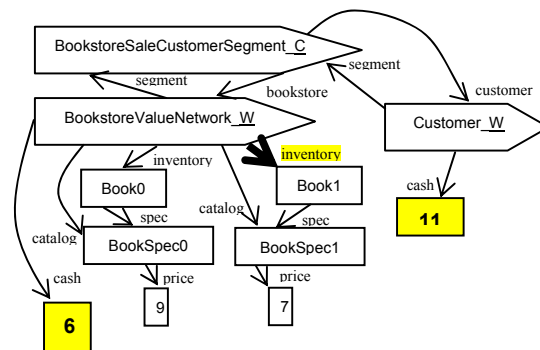 BookstoreSaleCustomerSegment_C
segment
bookstore
segment
customer
BookstoreValueNetwork_W
Customer_W
inventory
inventory
Book0
Book1
cash
11
spec
catalog
spec
catalog
BookSpec0
BookSpec1
cash
price
price
6
9
7